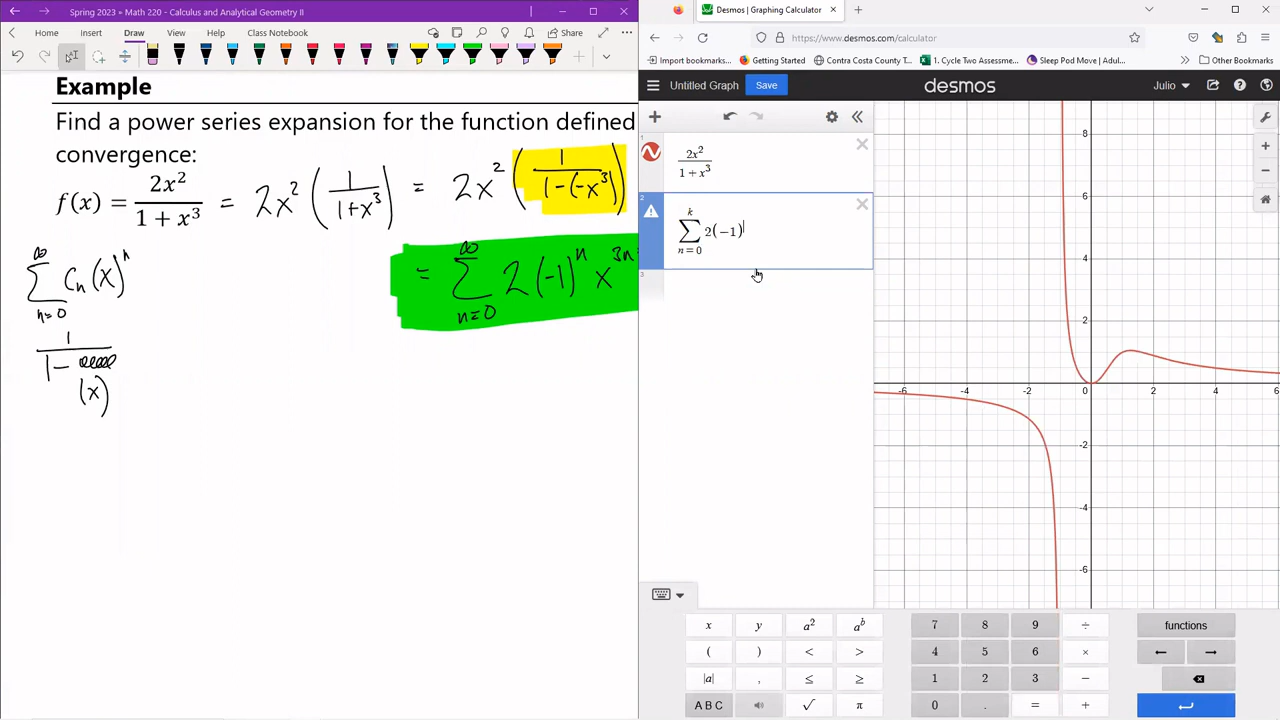 Spring 2023 » Math 220 - Calculus and Analytical Geometry II
Home Insert Draw View Help Class Notebook Share
Example
Find a power series expansion for the function defined
convergence:
f(x) = 2x² / 1 + x³ = 2x² ( 1 / 1+x³ ) = 2x² ( 1 / 1-(-x³) )
∞ ∑ n=0 Cn (x)^n
= ∞ ∑ n=0 2 (-1)^n x^3n
1 / 1 -
(x)
Desmos | Graphing Calculator
https://www.desmos.com/calculator
Import bookmarks... Getting Started Contra Costa County T... 1. Cycle Two Assessme... Sleep Pod Move | Adul... Other Bookmarks
Untitled Graph Save desmos Julio
1
2x² / 1 + x³
2
k ∑ n=0 2(−1)
3
8
6
4
2
-6 -4 -2 0 2 4 6
-2
-4
-6
x y a² a^b 7 8 9 ÷ functions
( ) < > 4 5 6 × ← →
|a| , ≤ ≥ 1 2 3 −
A B C √ π 0 . = +